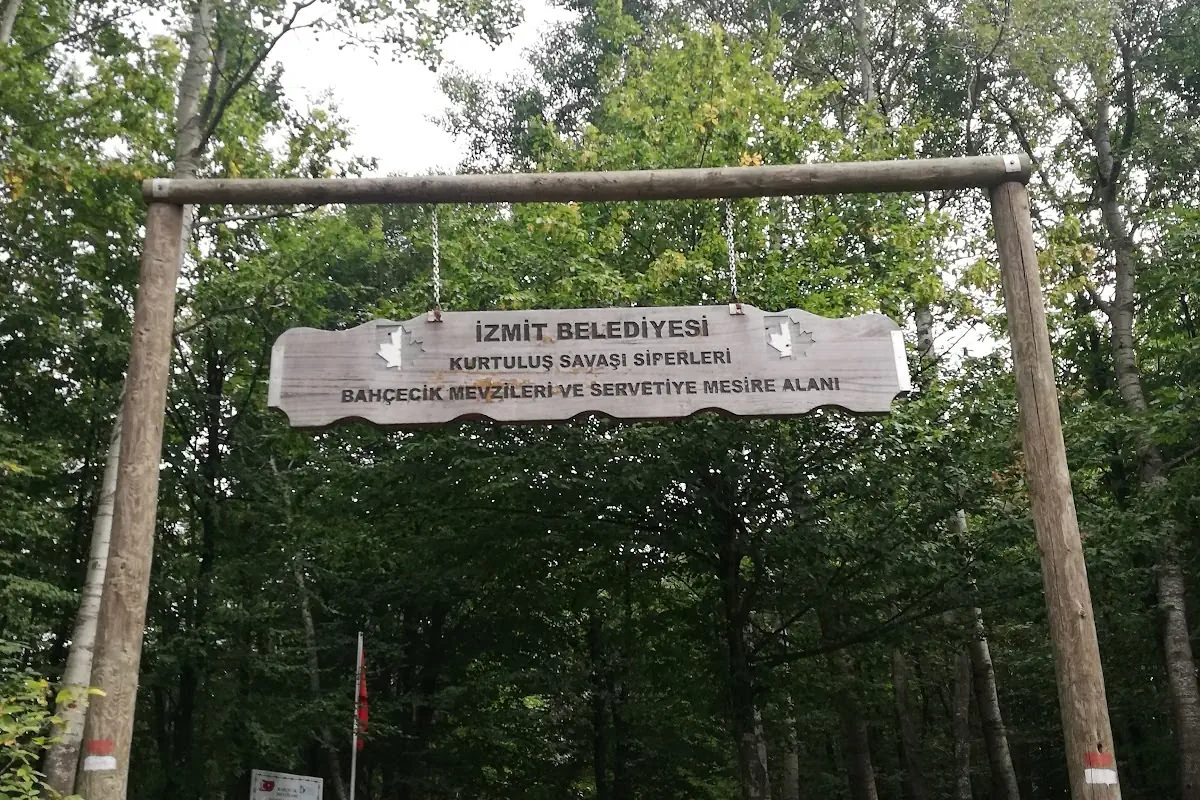 İZMİT BELEDİYESİ
KURTULUŞ SAVAŞI SİPERLERİ
BAHÇECİK MEVZİLERİ VE SERVETİYE MESİRE ALANI